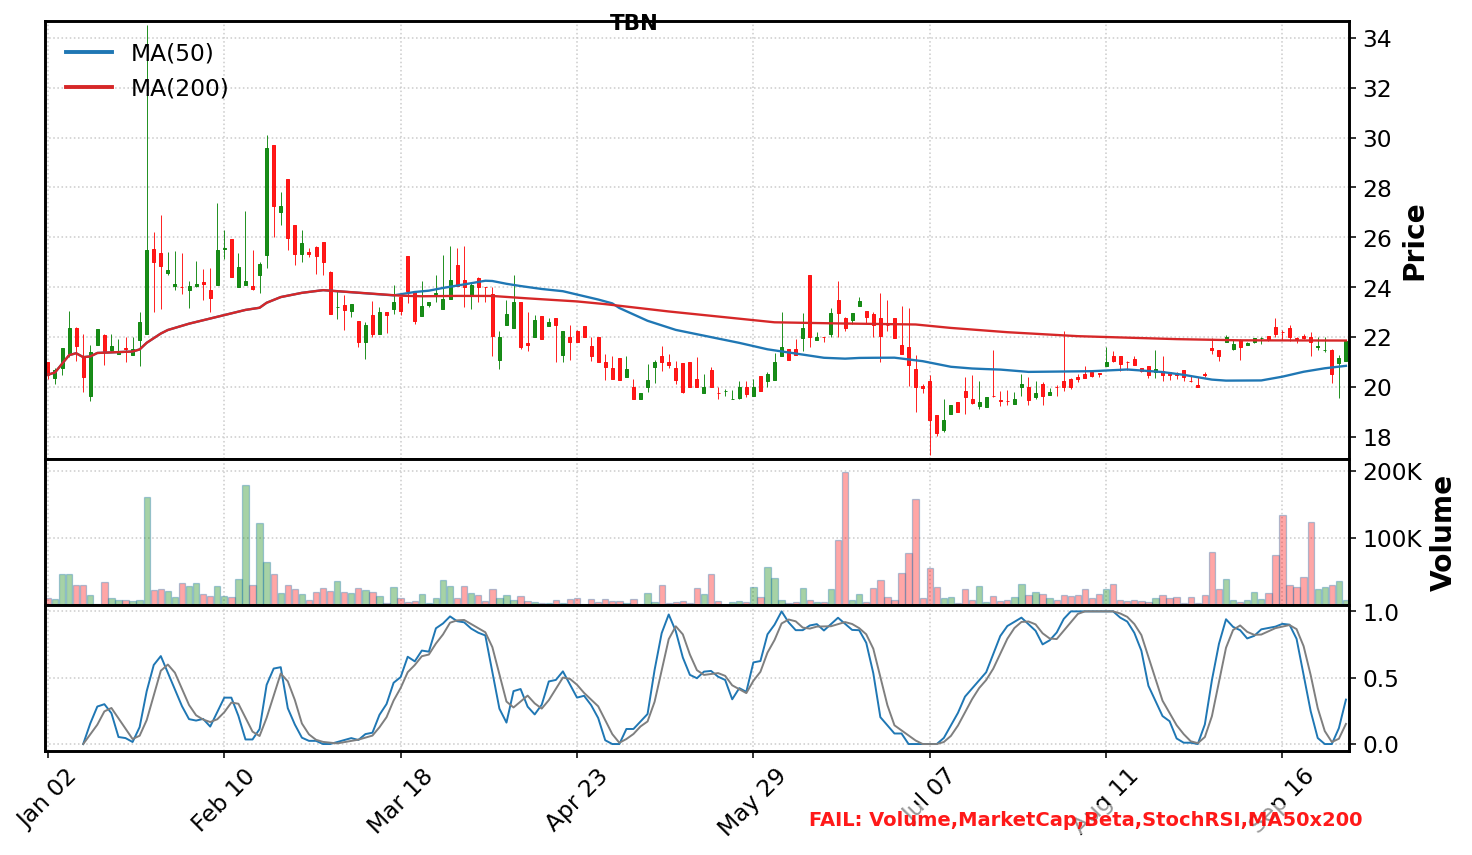 TBN
MA(50)
MA(200)
34
32
30
28
26
24
22
20
18
Price
200K
100K
Volume
1.0
0.5
0.0
Jan 02
Feb 10
Mar 18
Apr 23
May 29
Jul 07
Aug 11
Sep 16
FAIL: Volume,MarketCap,Beta,StochRSI,MA50x200